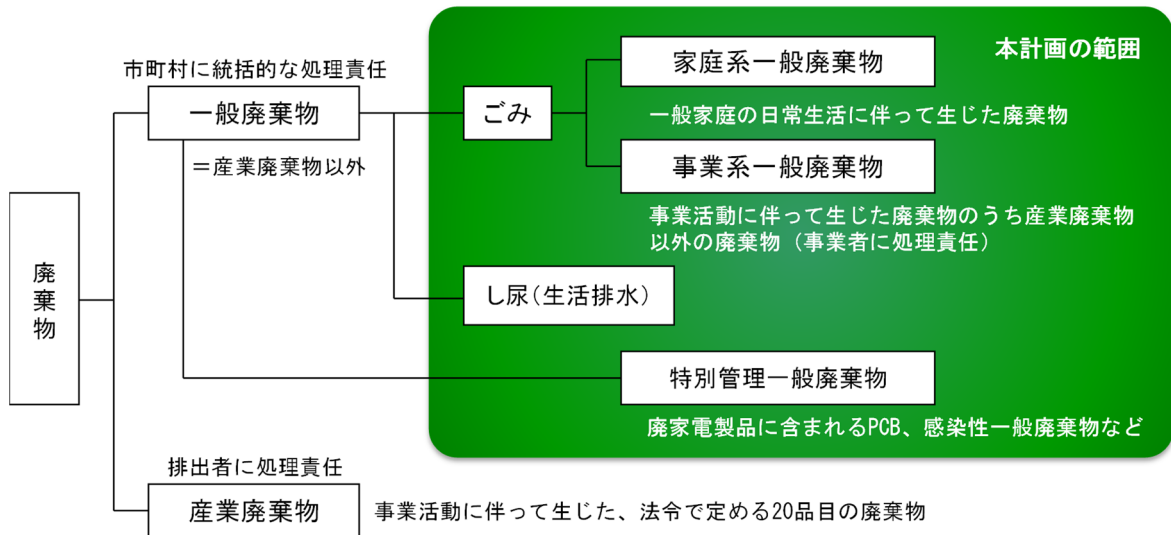 本計画の範囲
市町村に統括的な処理責任
一般廃棄物
＝産業廃棄物以外
ごみ
家庭系一般廃棄物
一般家庭の日常生活に伴って生じた廃棄物
事業系一般廃棄物
事業活動に伴って生じた廃棄物のうち産業廃棄物
以外の廃棄物（事業者に処理責任）
廃棄物
し尿（生活排水）
特別管理一般廃棄物
廃家電製品に含まれるPCB、感染性一般廃棄物など
排出者に処理責任
産業廃棄物
事業活動に伴って生じた、法令で定める20品目の廃棄物